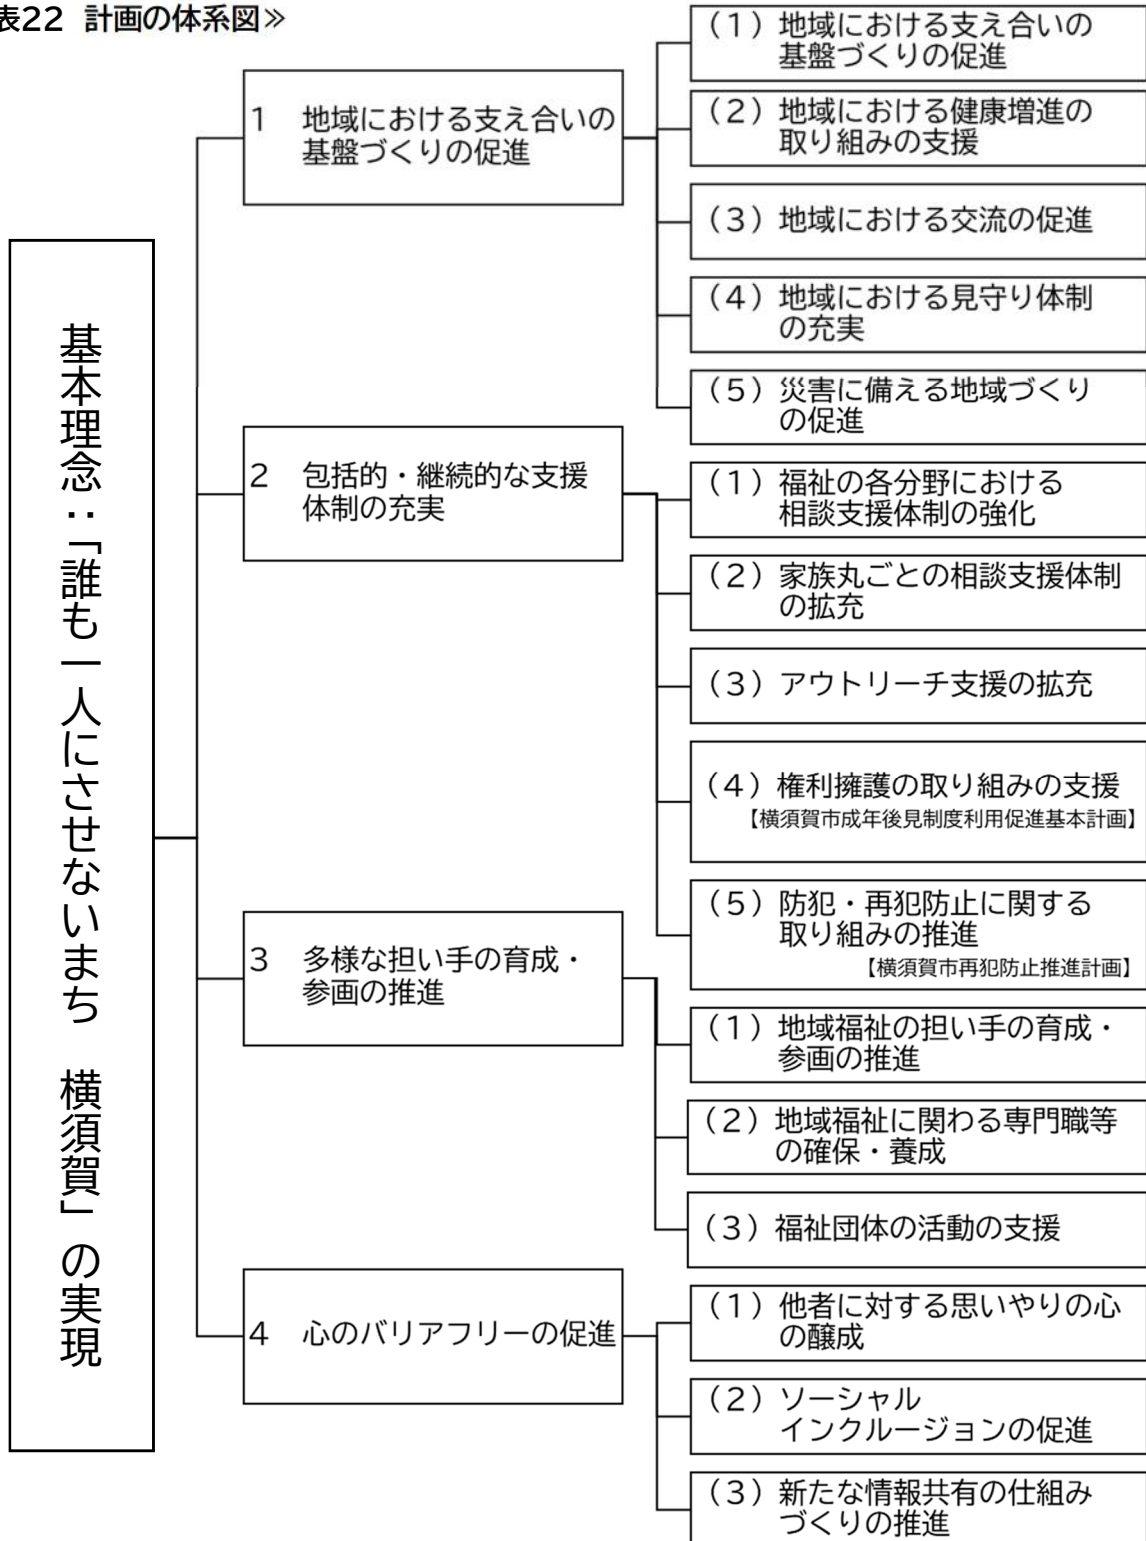 表22 計画の体系図≫
基本理念：「誰も一人にさせないまち　横須賀」の実現
1　地域における支え合いの
基盤づくりの促進
（1）地域における支え合いの
基盤づくりの促進
（2）地域における健康増進の
取り組みの支援
（3）地域における交流の促進
（4）地域における見守り体制
の充実
（5）災害に備える地域づくり
の促進
2　包括的・継続的な支援
体制の充実
（1）福祉の各分野における
相談支援体制の強化
（2）家族丸ごとの相談支援体制
の拡充
（3）アウトリーチ支援の拡充
（4）権利擁護の取り組みの支援
【横須賀市成年後見制度利用促進基本計画】
（5）防犯・再犯防止に関する
取り組みの推進
【横須賀市再犯防止推進計画】
3　多様な担い手の育成・
参画の推進
（1）地域福祉の担い手の育成・
参画の推進
（2）地域福祉に関わる専門職等
の確保・養成
（3）福祉団体の活動の支援
4　心のバリアフリーの促進
（1）他者に対する思いやりの心
の醸成
（2）ソーシャル
インクルージョンの促進
（3）新たな情報共有の仕組み
づくりの推進